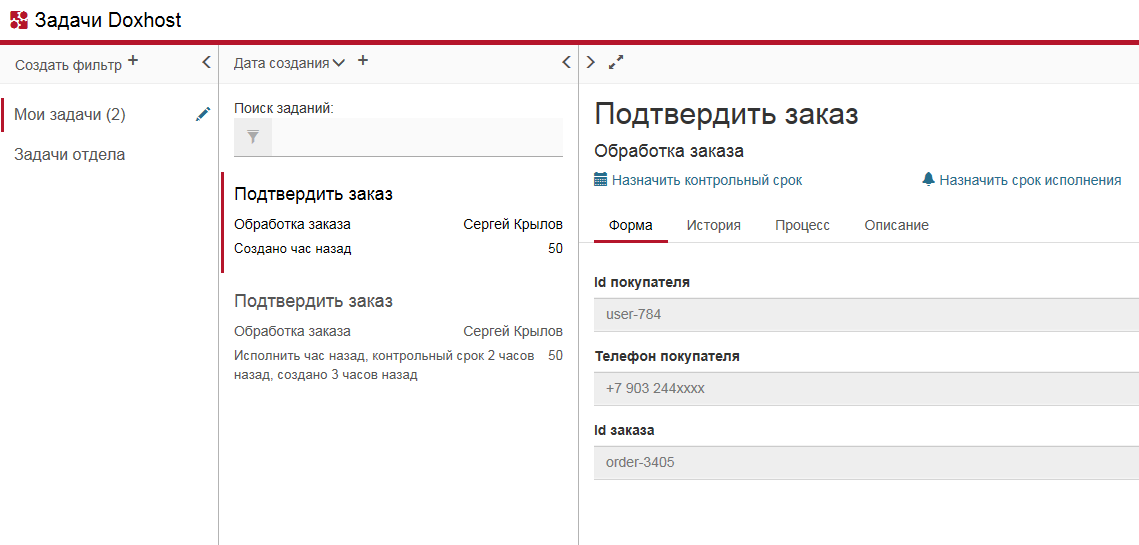 Задачи Doxhost
Создать фильтр +
Мои задачи (2)
Задачи отдела
Дата создания +
Поиск заданий:
Подтвердить заказ
Обработка заказа Сергей Крылов
Создано час назад 50
Подтвердить заказ
Обработка заказа Сергей Крылов
Исполнить час назад, контрольный срок 2 часов 50
назад, создано 3 часов назад
Подтвердить заказ
Обработка заказа
Назначить контрольный срок Назначить срок исполнения
Форма История Процесс Описание
Id покупателя
user-784
Телефон покупателя
+7 903 244xxxx
Id заказа
order-3405